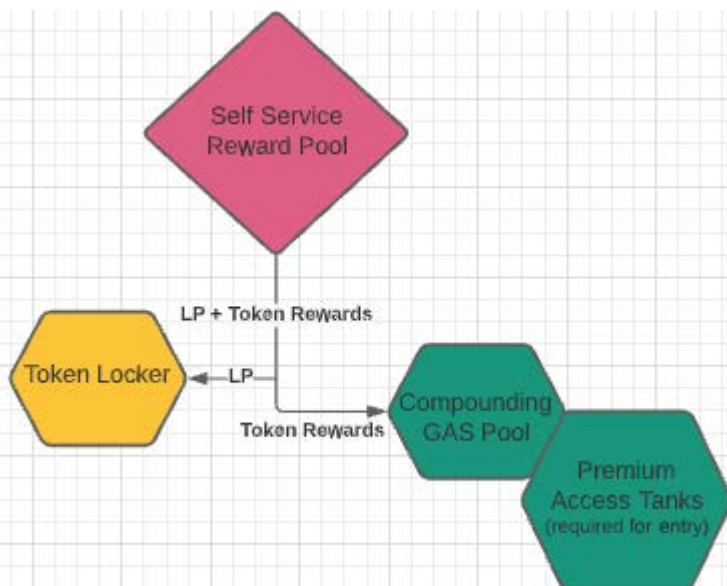 Self Service
Reward Pool
LP + Token Rewards
Token Locker
LP
Token Rewards
Compounding
GAS Pool
Premium
Access Tanks
(required for entry)